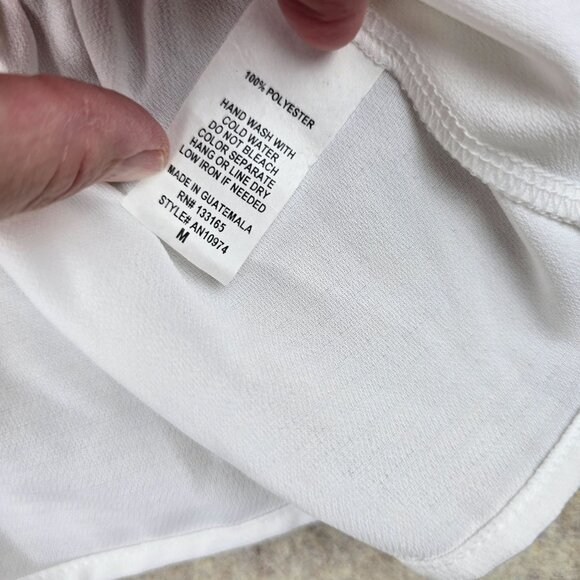 100% POLYESTER
HAND WASH WITH
COLD WATER
DO NOT BLEACH
COLOR SEPARATE
HANG OR LINE DRY
LOW IRON IF NEEDED
MADE IN GUATEMALA
RN# 133165
STYLE# AN10974
M